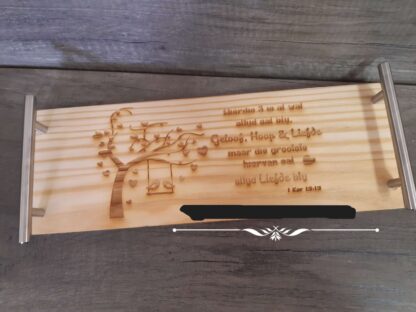 Hierdie 3 is al wat
altyd sal bly,
Geloof, Hoop & Liefde
maar die grootste
hiervan sal
altyd Liefde bly
1 Kor 13:13